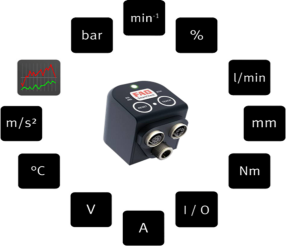 min⁻¹
bar
%
l/min
m/s²
FAG
mm
°C
Nm
V
A
I / O